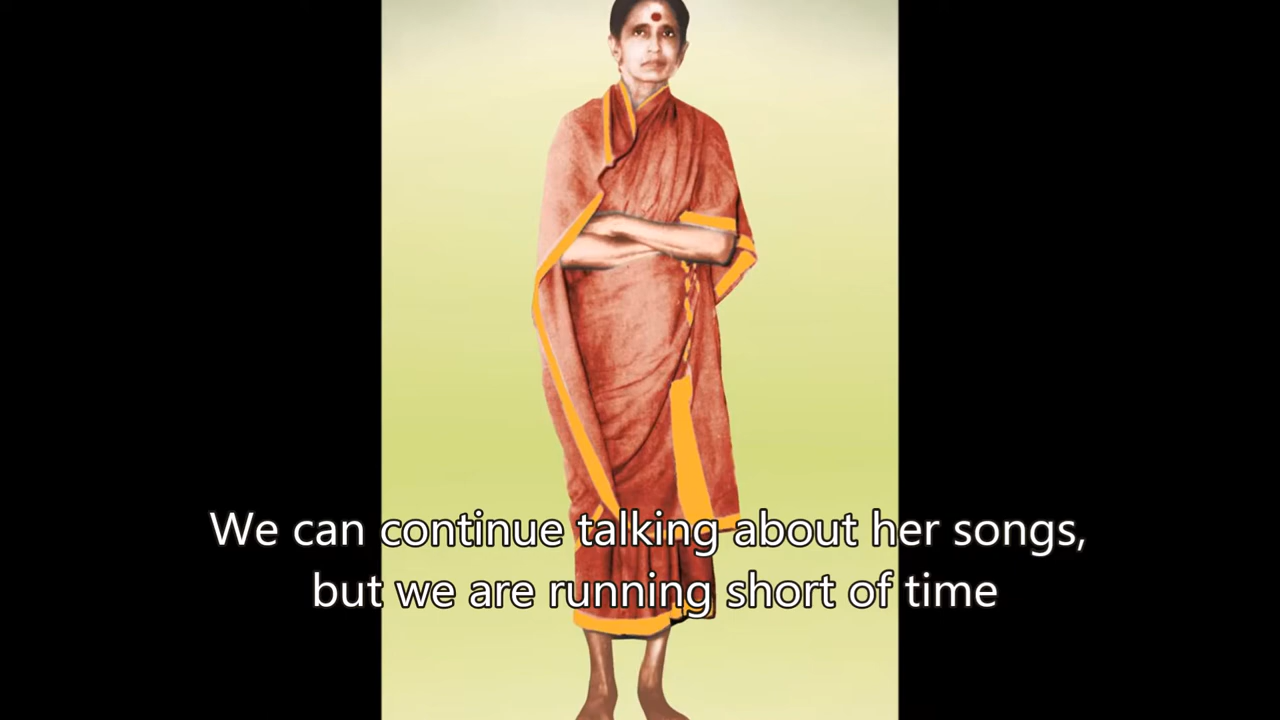 We can continue talking about her songs,
but we are running short of time